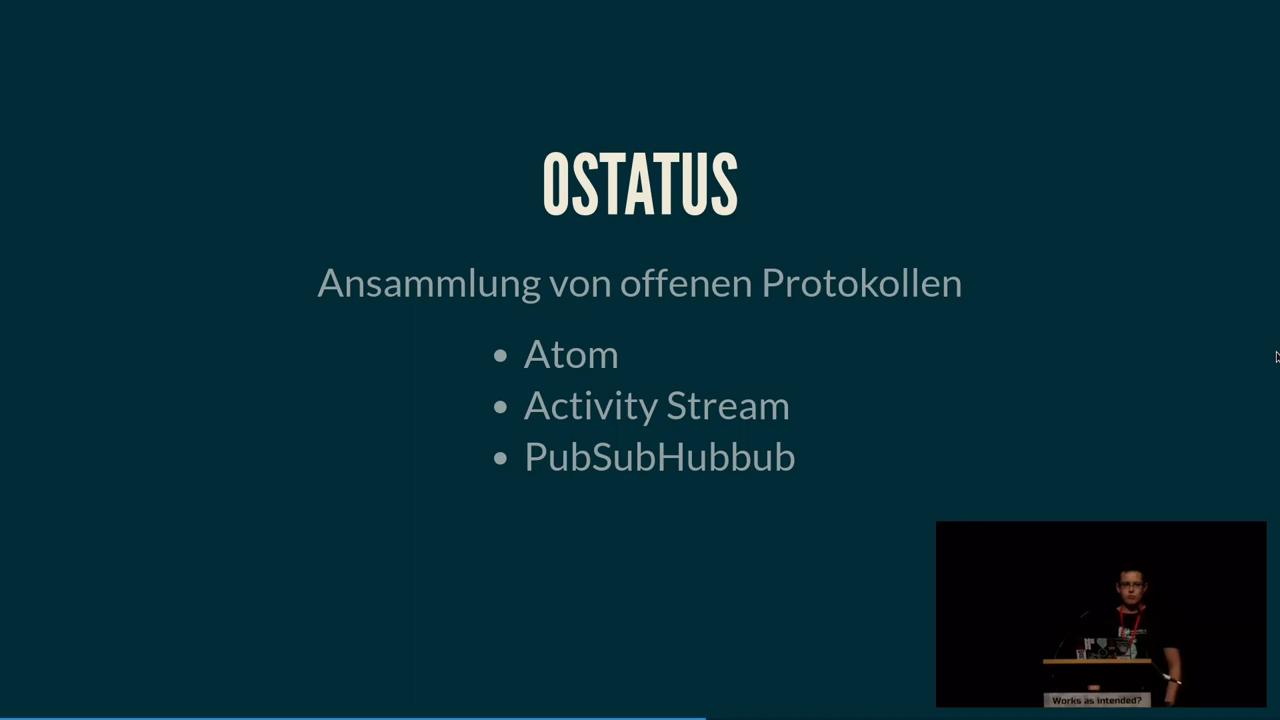 OSTATUS
Ansammlung von offenen Protokollen
• Atom
• Activity Stream
• PubSubHubbub
Works as intended?